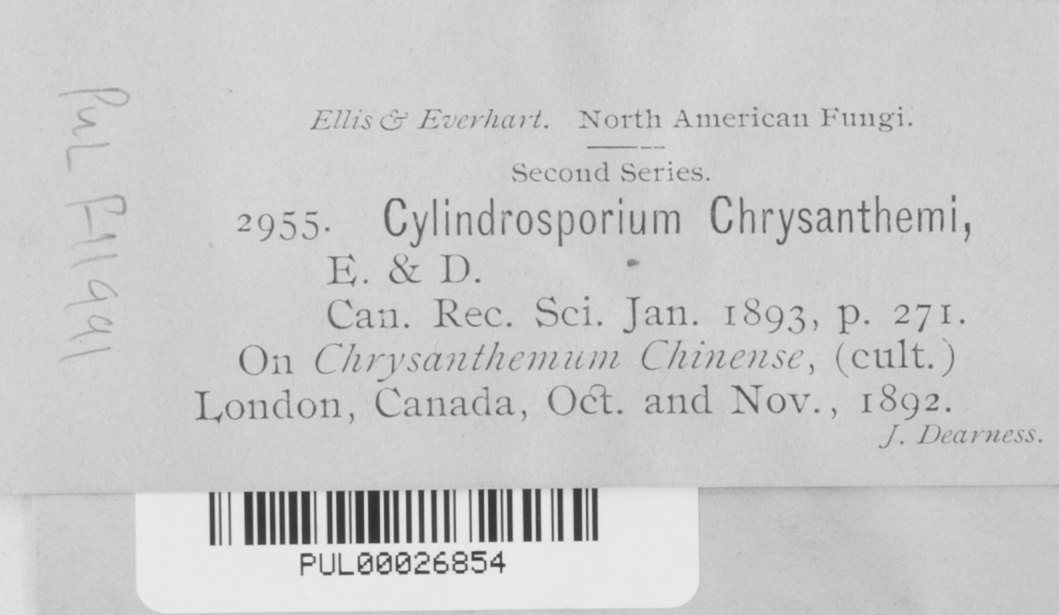 Ellis & Everhart. North American Fungi.
Second Series.
2955. Cylindrosporium Chrysanthemi,
E. & D.
Can. Rec. Sci. Jan. 1893, p. 271.
On Chrysanthemum Chinense, (cult.)
London, Canada, Oct. and Nov., 1892.
J. Dearness.
PUL F1991
PUL00026854